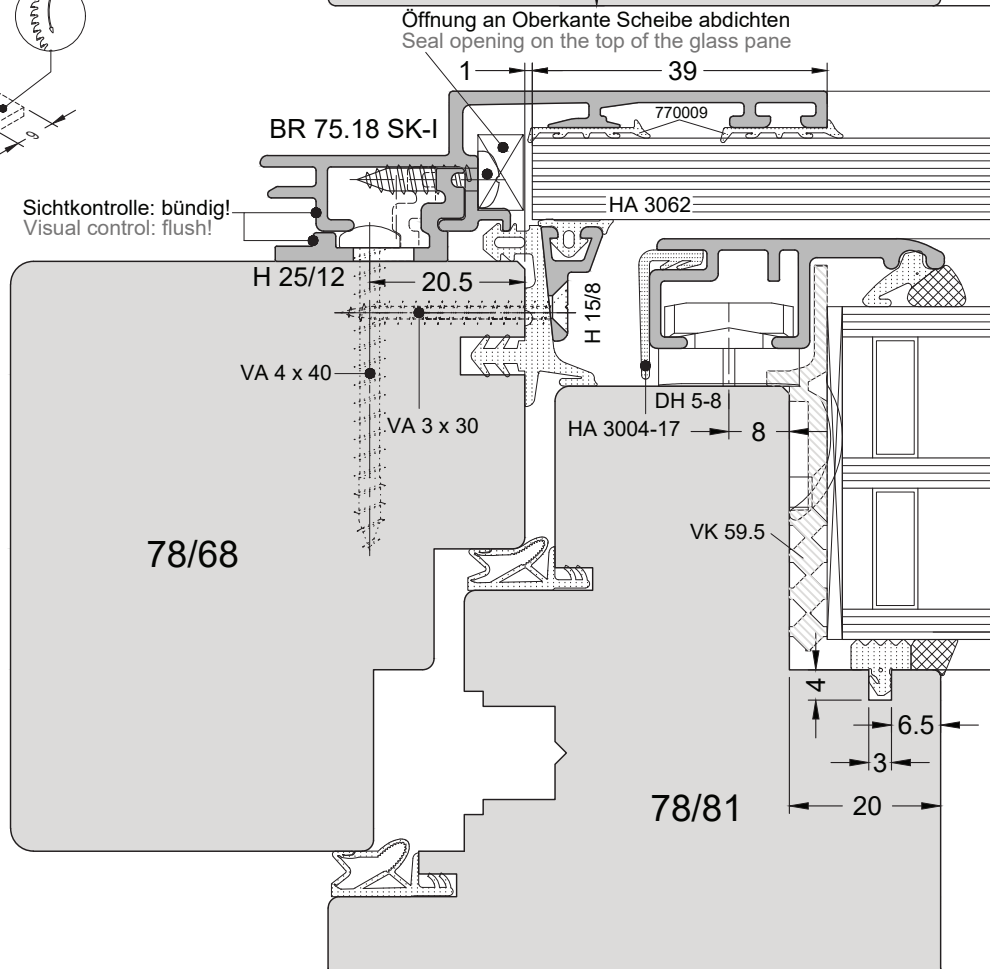 Öffnung an Oberkante Scheibe abdichten
Seal opening on the top of the glass pane
1
39
770009
BR 75.18 SK-I
HA 3062
Sichtkontrolle: bündig!
Visual control: flush!
H 25/12
20.5
H 15/8
VA 4 x 40
VA 3 x 30
DH 5-8
HA 3004-17
8
VK 59.5
78/68
4
6.5
3
78/81
20